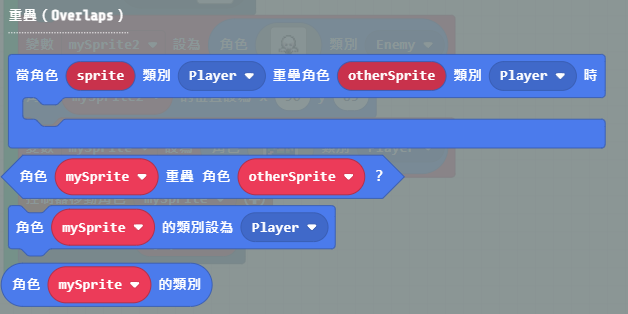 重疊 (Overlaps)
變數 mySprite2 設為 角色 類別 Enemy
當角色 sprite 類別 Player 重疊角色 otherSprite 類別 Player 時
角色 mySprite 重疊 角色 otherSprite ?
角色 mySprite 的類別設為 Player
角色 mySprite 的類別